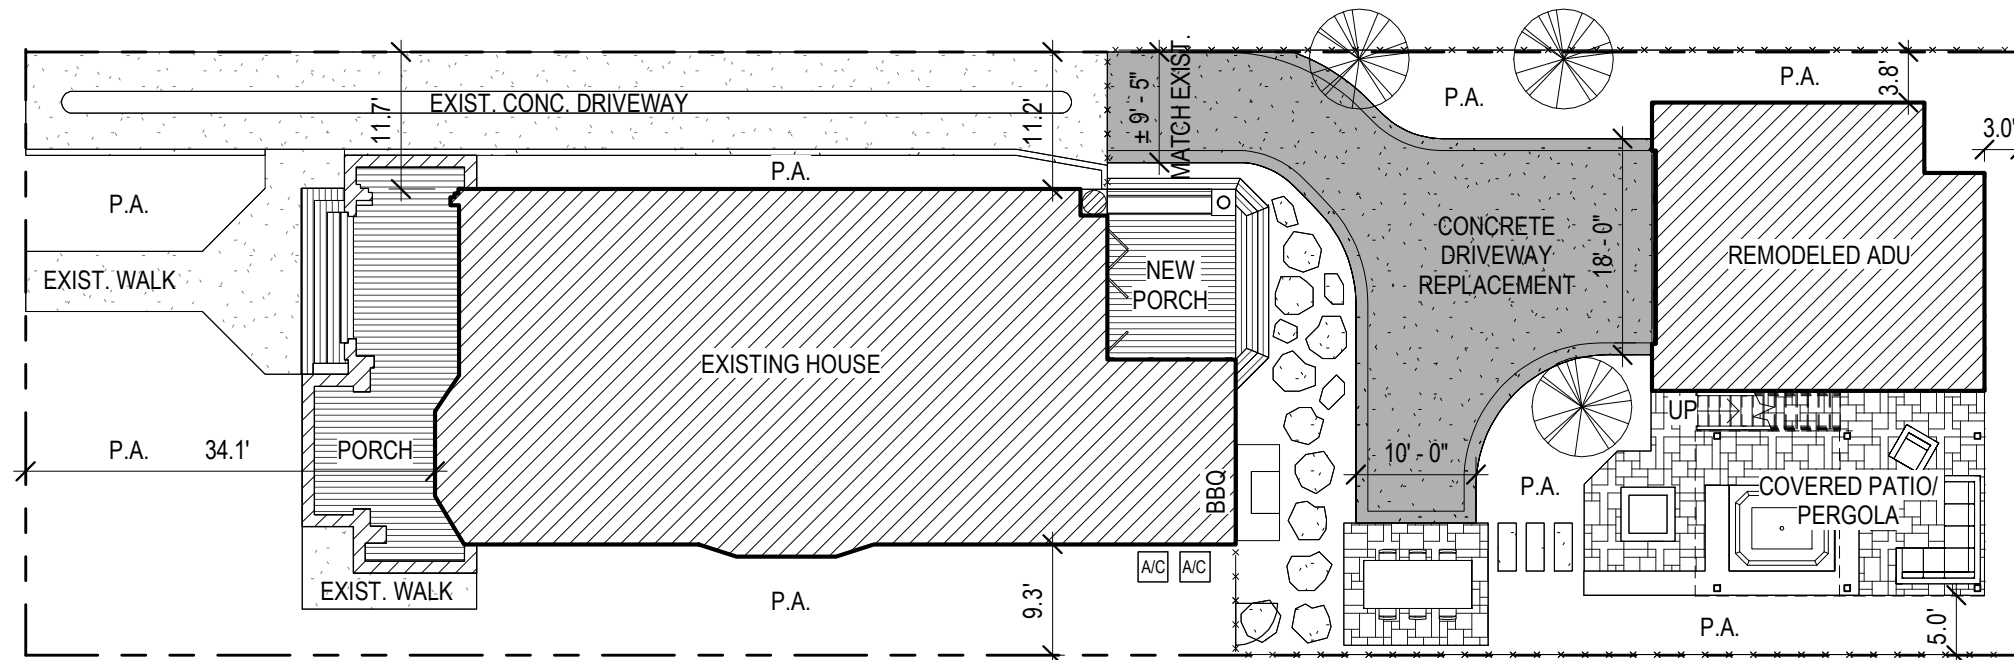 EXIST. CONC. DRIVEWAY
11.7'
11.2'
± 9' - 5"
MATCH EXIST.
P.A.
P.A.
3.8'
3.0'
P.A.
P.A.
EXIST. WALK
NEW
PORCH
CONCRETE
DRIVEWAY
REPLACEMENT
18' - 0"
REMODELED ADU
EXISTING HOUSE
P.A.
34.1'
PORCH
BBQ
10' - 0"
UP
P.A.
COVERED PATIO/
PERGOLA
A/C
A/C
EXIST. WALK
P.A.
9.3'
P.A.
5.0'